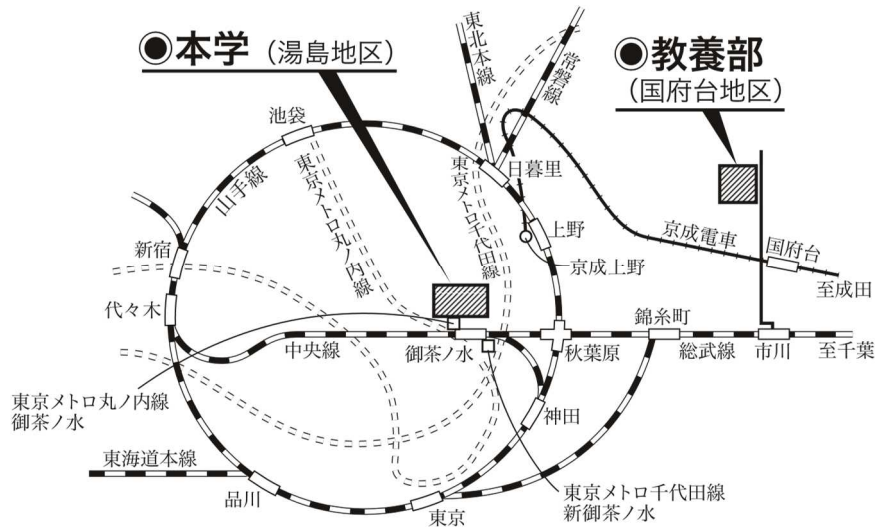 ◉本学（湯島地区）
◉教養部
（国府台地区）
東北本線
常磐線
池袋
山手線
東京メトロ丸ノ内線
東京メトロ千代田線
日暮里
上野
京成上野
京成電車
国府台
至成田
新宿
代々木
中央線
御茶ノ水
秋葉原
錦糸町
総武線
市川
至千葉
東京メトロ丸ノ内線
御茶ノ水
神田
東海道本線
品川
東京
東京メトロ千代田線
新御茶ノ水